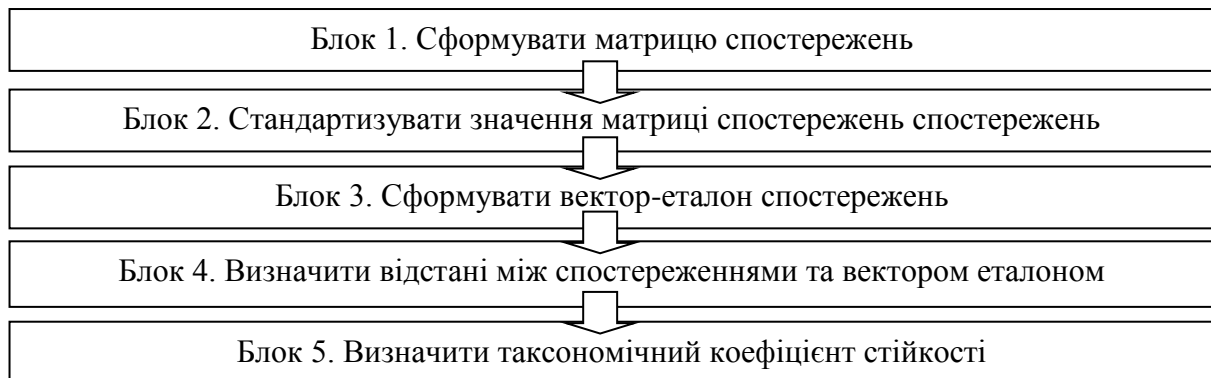 Блок 1. Сформувати матрицю спостережень
Блок 2. Стандартизувати значення матриці спостережень спостережень
Блок 3. Сформувати вектор-еталон спостережень
Блок 4. Визначити відстані між спостереженнями та вектором еталоном
Блок 5. Визначити таксономічний коефіцієнт стійкості